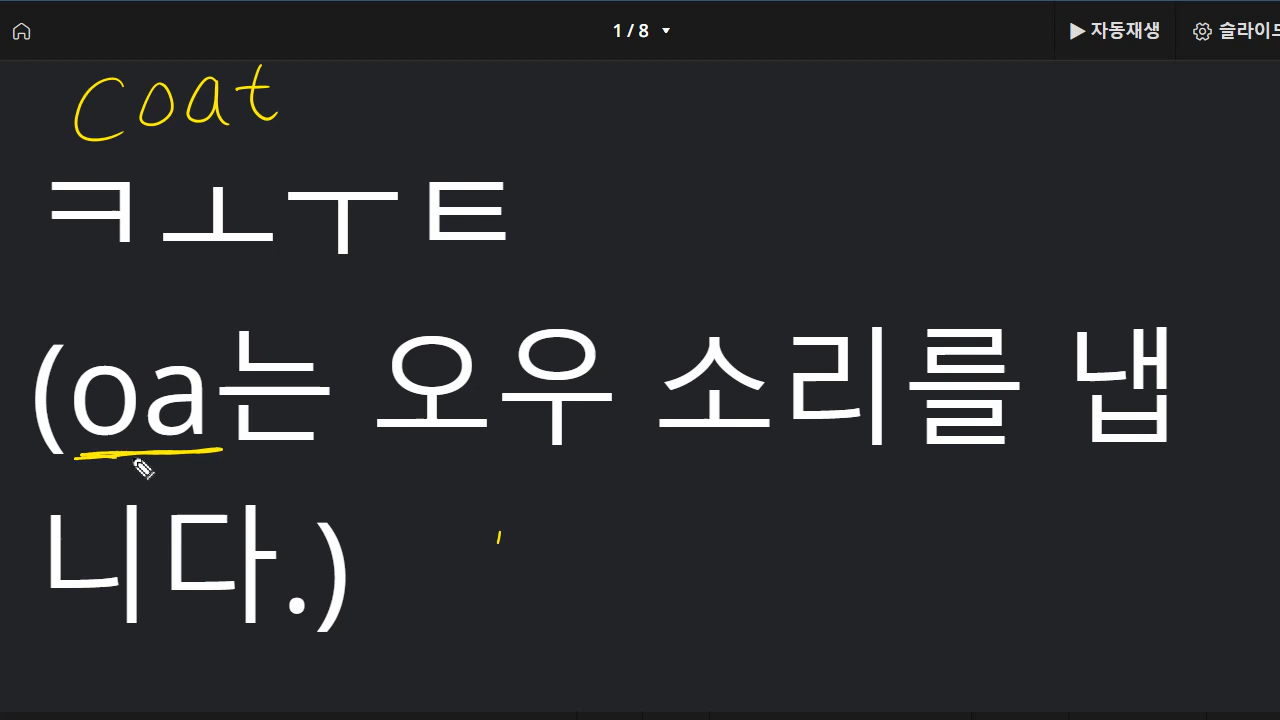 1 / 8
자동재생
슬라이드
coat
ㅋㅗㅜㅌ
(oa는 오우 소리를 냅
니다.)